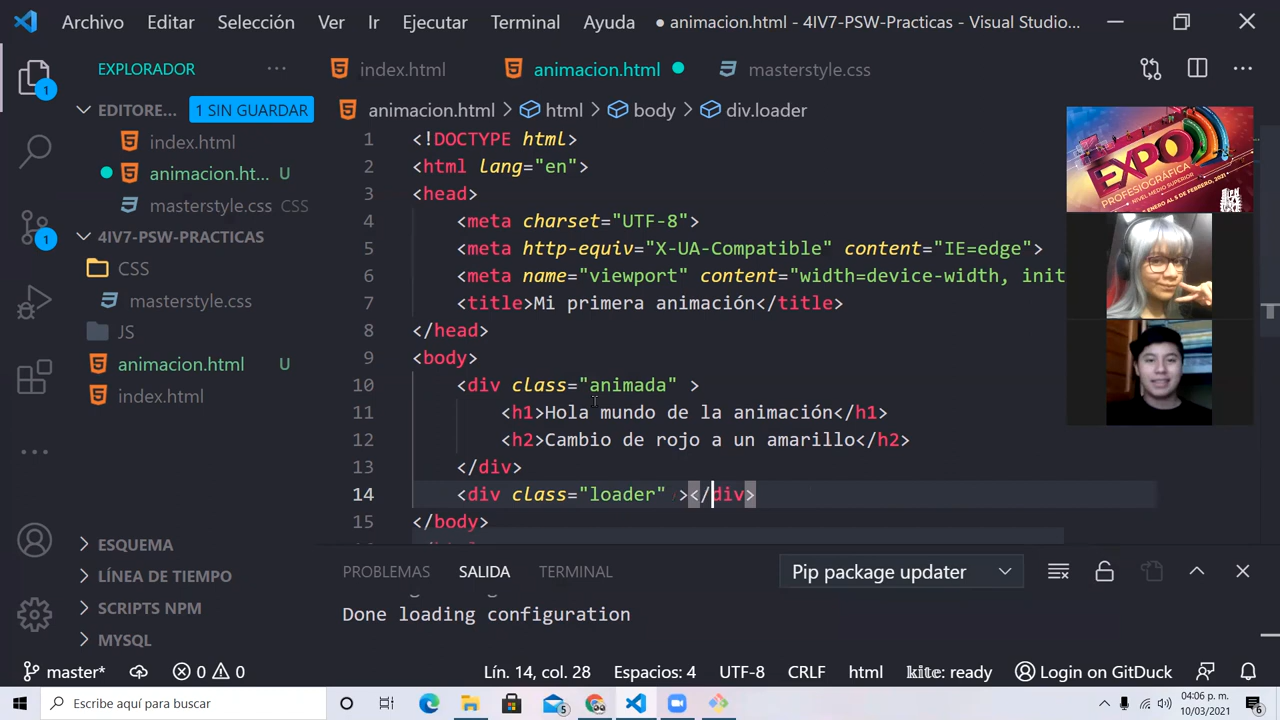 Archivo Editar Selección Ver Ir Ejecutar Terminal Ayuda ● animacion.html - 4IV7-PSW-Practicas - Visual Studio...
EXPLORADOR ...
index.html animacion.html masterstyle.css
EDITORE... 1 SIN GUARDAR
index.html
animacion.ht... U
masterstyle.css CSS
4IV7-PSW-PRACTICAS
CSS
masterstyle.css
JS
animacion.html U
index.html
ESQUEMA
LÍNEA DE TIEMPO
SCRIPTS NPM
MYSQL
1
1
animacion.html > html > body > div.loader
1 <!DOCTYPE html>
2 <html lang="en">
3 <head>
4 <meta charset="UTF-8">
5 <meta http-equiv="X-UA-Compatible" content="IE=edge">
6 <meta name="viewport" content="width=device-width, init
7 <title>Mi primera animación</title>
8 </head>
9 <body>
10 <div class="animada" >
11 <h1>Hola mundo de la animación</h1>
12 <h2>Cambio de rojo a un amarillo</h2>
13 </div>
14 <div class="loader" ></div>
15 </body>
EXPO
PROFESIOGRÁFICA
NIVEL MEDIO SUPERIOR
PROBLEMAS SALIDA TERMINAL Pip package updater
Done loading configuration
master* 0 0 Lín. 14, col. 28 Espacios: 4 UTF-8 CRLF html kite: ready Login on GitDuck
Escribe aquí para buscar
5
04:06 p. m.
10/03/2021
6